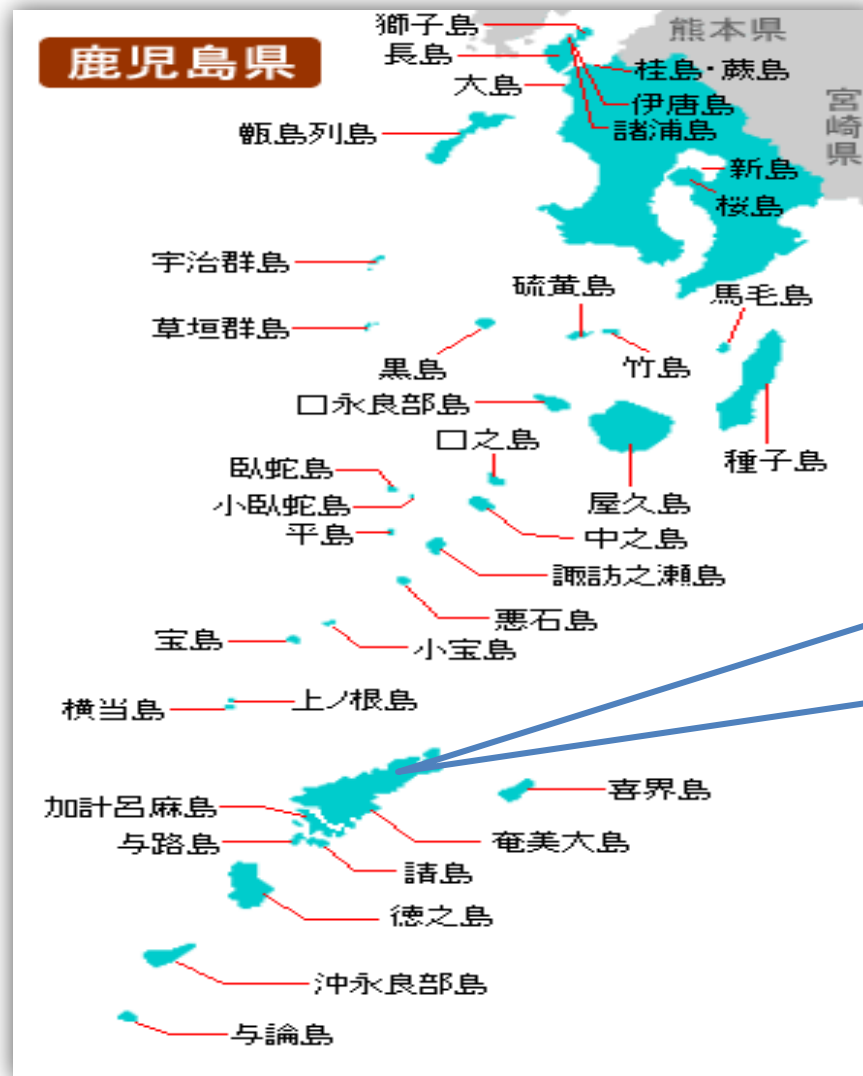 鹿児島県
獅子島
熊本県
長島
桂島・蕨島
大島
伊唐島
諸浦島
宮崎県
甑島列島
新島
桜島
宇治群島
硫黄島
馬毛島
草垣群島
黒島
竹島
口永良部島
口之島
種子島
臥蛇島
小臥蛇島
屋久島
平島
中之島
諏訪之瀬島
悪石島
宝島
小宝島
横当島
上ノ根島
喜界島
加計呂麻島
与路島
奄美大島
請島
徳之島
沖永良部島
与論島